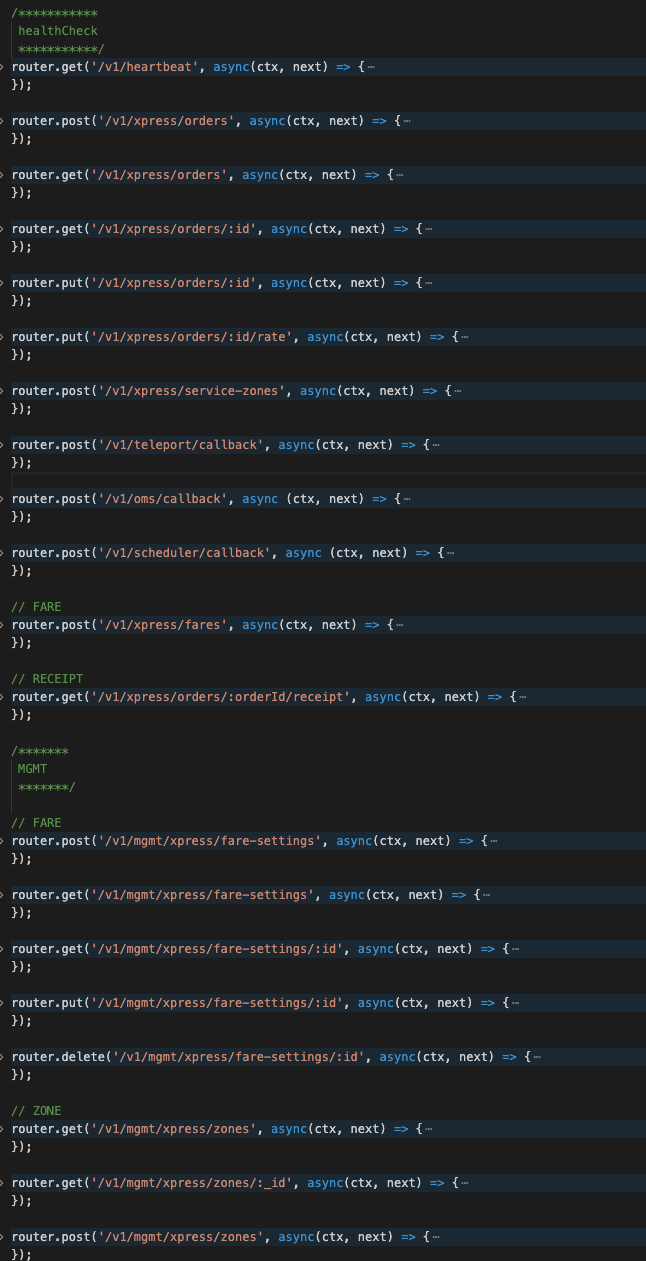 /***********
healthCheck
***********/
router.get('/v1/heartbeat', async(ctx, next) => {⋯
});
router.post('/v1/xpress/orders', async(ctx, next) => {⋯
});
router.get('/v1/xpress/orders', async(ctx, next) => {⋯
});
router.get('/v1/xpress/orders/:id', async(ctx, next) => {⋯
});
router.put('/v1/xpress/orders/:id', async(ctx, next) => {⋯
});
router.put('/v1/xpress/orders/:id/rate', async(ctx, next) => {⋯
});
router.post('/v1/xpress/service-zones', async(ctx, next) => {⋯
});
router.post('/v1/teleport/callback', async(ctx, next) => {⋯
});
router.post('/v1/oms/callback', async (ctx, next) => {⋯
});
router.post('/v1/scheduler/callback', async (ctx, next) => {⋯
});
// FARE
router.post('/v1/xpress/fares', async(ctx, next) => {⋯
});
// RECEIPT
router.get('/v1/xpress/orders/:orderId/receipt', async(ctx, next) => {⋯
});
/*******
MGMT
*******/
// FARE
router.post('/v1/mgmt/xpress/fare-settings', async(ctx, next) => {⋯
});
router.get('/v1/mgmt/xpress/fare-settings', async(ctx, next) => {⋯
});
router.get('/v1/mgmt/xpress/fare-settings/:id', async(ctx, next) => {⋯
});
router.put('/v1/mgmt/xpress/fare-settings/:id', async(ctx, next) => {⋯
});
router.delete('/v1/mgmt/xpress/fare-settings/:id', async(ctx, next) => {⋯
});
// ZONE
router.get('/v1/mgmt/xpress/zones', async(ctx, next) => {⋯
});
router.get('/v1/mgmt/xpress/zones/:_id', async(ctx, next) => {⋯
});
router.post('/v1/mgmt/xpress/zones', async(ctx, next) => {⋯
});